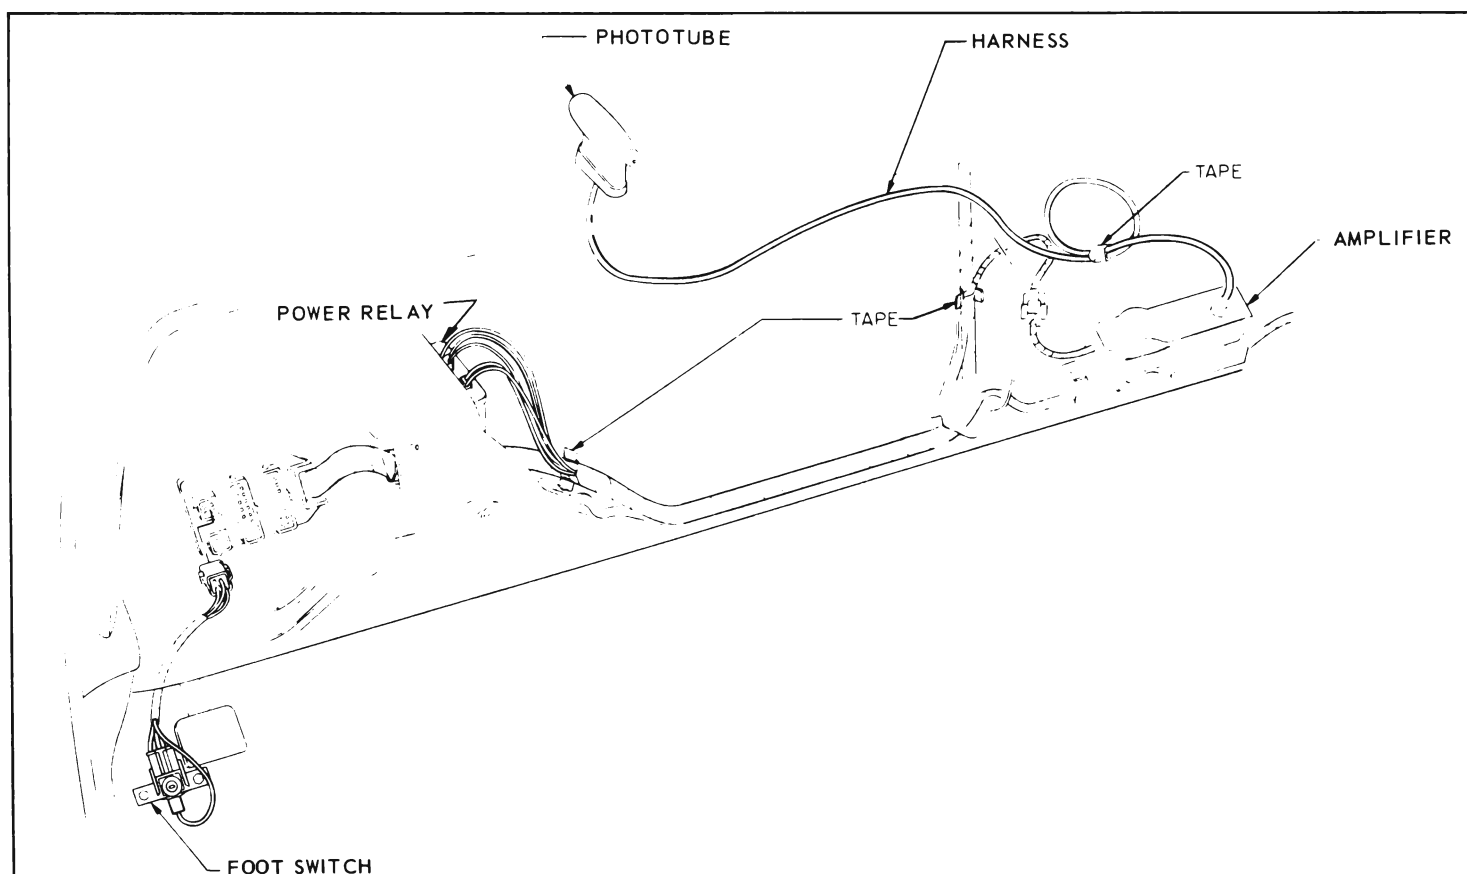 PHOTOTUBE
HARNESS
TAPE
AMPLIFIER
POWER RELAY
TAPE
FOOT SWITCH